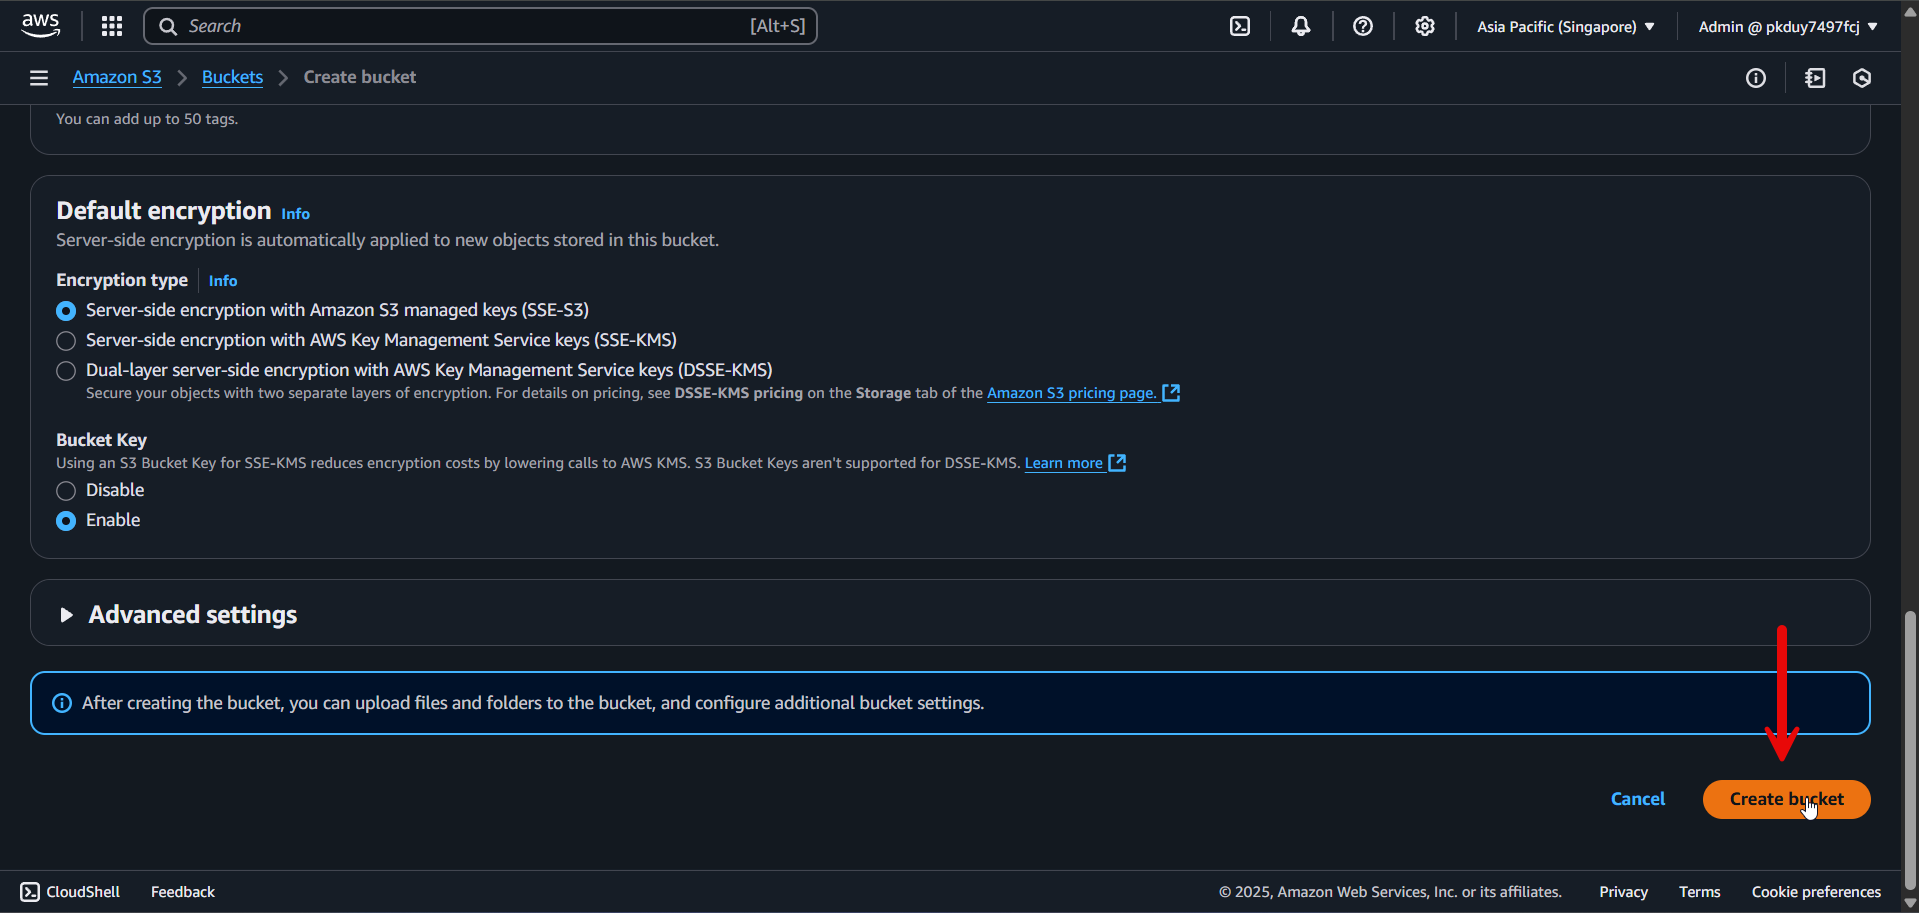 aws
Search [Alt+S]
Asia Pacific (Singapore)
Admin @ pkduy7497fcj
Amazon S3 > Buckets > Create bucket
You can add up to 50 tags.
Default encryption Info
Server-side encryption is automatically applied to new objects stored in this bucket.
Encryption type Info
Server-side encryption with Amazon S3 managed keys (SSE-S3)
Server-side encryption with AWS Key Management Service keys (SSE-KMS)
Dual-layer server-side encryption with AWS Key Management Service keys (DSSE-KMS)
Secure your objects with two separate layers of encryption. For details on pricing, see DSSE-KMS pricing on the Storage tab of the Amazon S3 pricing page.
Bucket Key
Using an S3 Bucket Key for SSE-KMS reduces encryption costs by lowering calls to AWS KMS. S3 Bucket Keys aren't supported for DSSE-KMS. Learn more
Disable
Enable
Advanced settings
After creating the bucket, you can upload files and folders to the bucket, and configure additional bucket settings.
Cancel
Create bucket
CloudShell
Feedback
© 2025, Amazon Web Services, Inc. or its affiliates.
Privacy
Terms
Cookie preferences